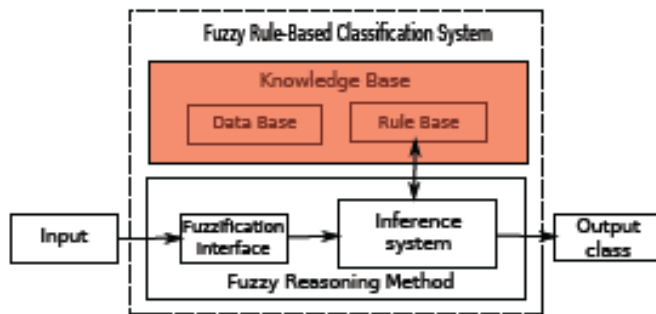 Fuzzy Rule-Based Classification System
Knowledge Base
Data Base
Rule Base
Input
Fuzzification
Interface
Inference
system
Output
class
Fuzzy Reasoning Method